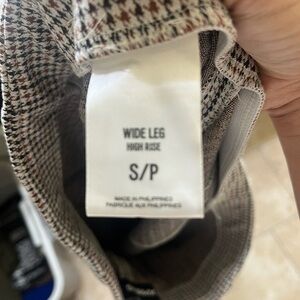 WIDE LEG
HIGH RISE
S/P
MADE IN PHILIPPINES
FABRIQUE AUX PHILIPPINES